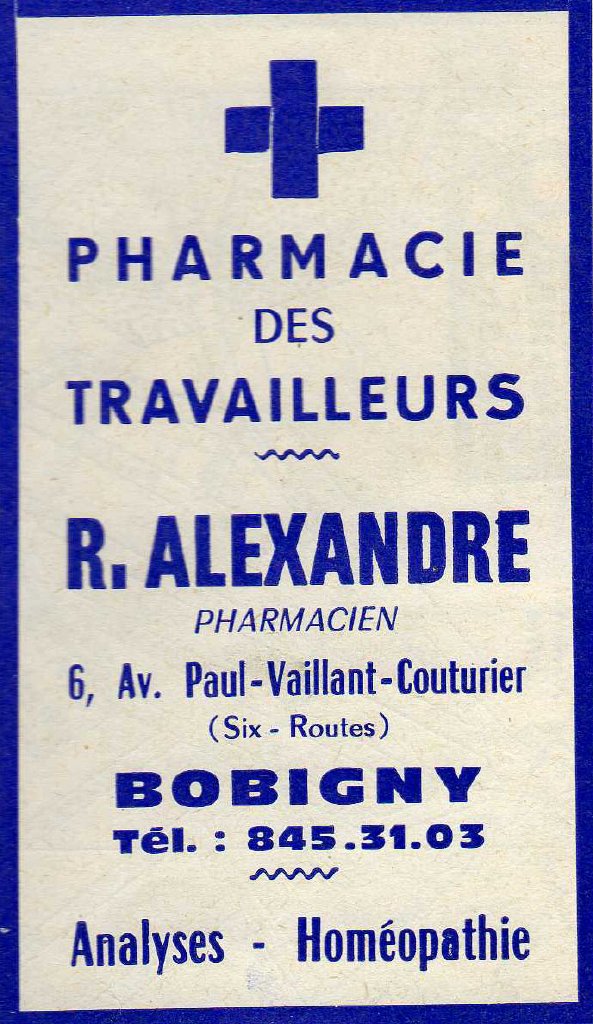 PHARMACIE
DES
TRAVAILLEURS
R. ALEXANDRE
PHARMACIEN
6, Av. Paul-Vaillant-Couturier
(Six - Routes)
BOBIGNY
Tél. : 845.31.03
Analyses - Homéopathie